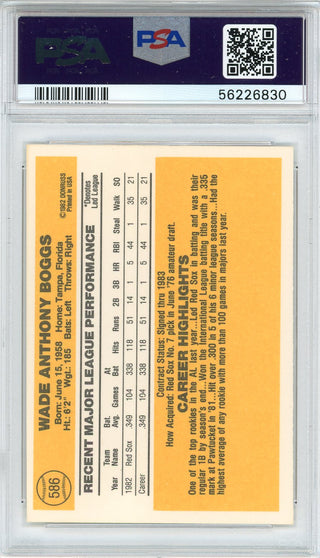 PSA
PSA
PSA
56226830
586
WADE ANTHONY BOGGS
©1982 DONRUSS
Printed in USA
Born: June 15, 1958 Home: Tampa, Florida
Ht.: 6'2" Wgt.: 185 Bats: Left Throws: Right
RECENT MAJOR LEAGUE PERFORMANCE
*Denotes
Led League
Team Bat. At
Year Name Avg. Games Bat Hits Runs 2B 3B HR RBI Steal Walk SO
1982 Red Sox .349 104 338 118 51 14 1 5 44 1 35 21
Career .349 104 338 118 51 14 1 5 44 1 35 21
Contract Status: Signed thru 1983
How Acquired: Red Sox No. 7 pick in June '76 amateur draft.
CAREER HIGHLIGHTS
One of the top rookies in the AL last year...Led Red Sox in batting and was their
regular 1B by season's end...Won the International League batting title with a .335
mark at Pawtucket in '81...Hit over .300 in 5 of his 6 minor league seasons...Had the
highest average of any rookie with more than 100 games in majors last year.